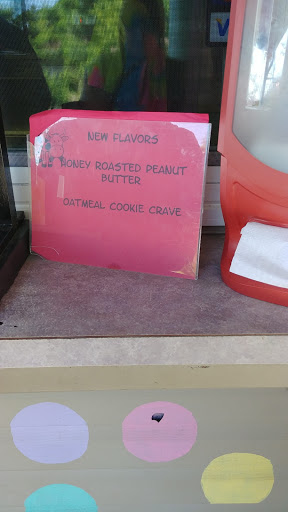 NEW FLAVORS
HONEY ROASTED PEANUT
BUTTER
OATMEAL COOKIE CRAVE